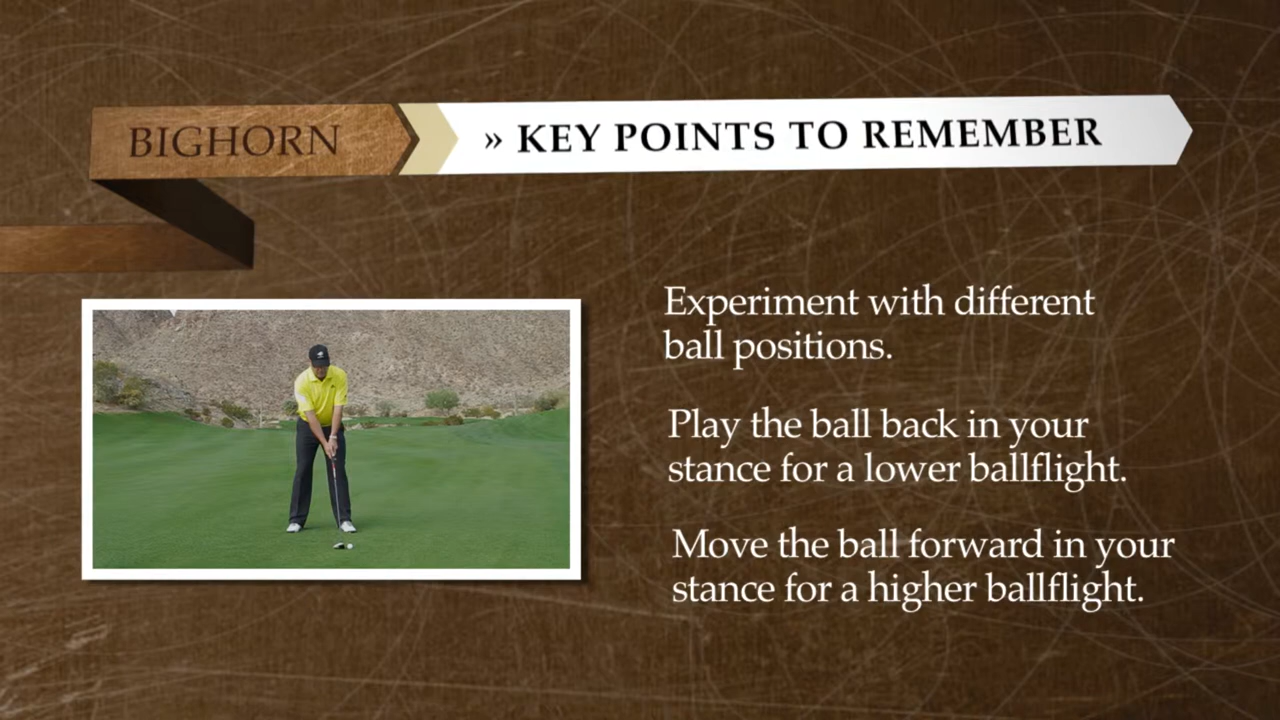 BIGHORN » KEY POINTS TO REMEMBER
Experiment with different
ball positions.
Play the ball back in your
stance for a lower ballflight.
Move the ball forward in your
stance for a higher ballflight.